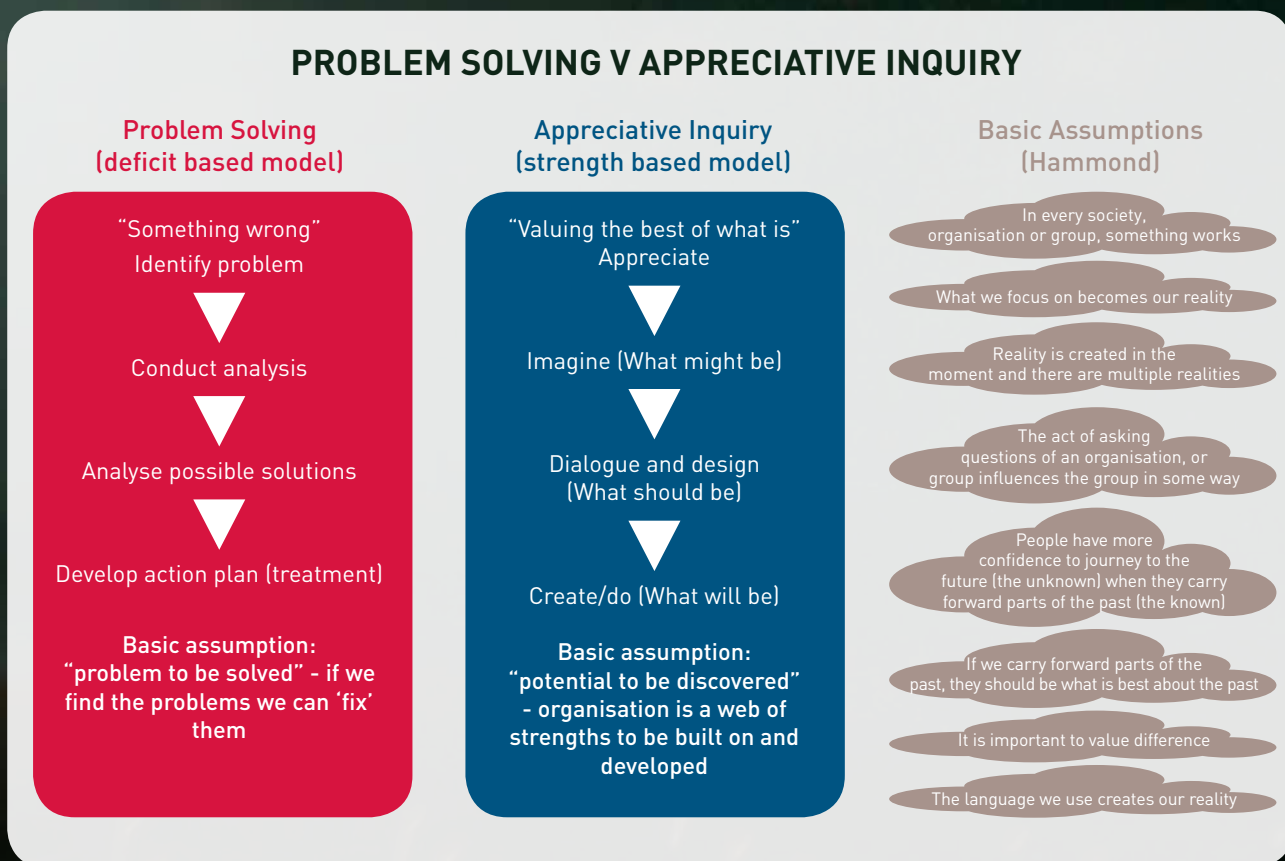 PROBLEM SOLVING V APPRECIATIVE INQUIRY
Problem Solving
(deficit based model)
“Something wrong”
Identify problem
Conduct analysis
Analyse possible solutions
Develop action plan (treatment)
Basic assumption:
“problem to be solved” - if we
find the problems we can ‘fix’
them
Appreciative Inquiry
(strength based model)
“Valuing the best of what is”
Appreciate
Imagine (What might be)
Dialogue and design
(What should be)
Create/do (What will be)
Basic assumption:
“potential to be discovered”
- organisation is a web of
strengths to be built on and
developed
Basic Assumptions
(Hammond)
In every society,
organisation or group, something works
What we focus on becomes our reality
Reality is created in the
moment and there are multiple realities
The act of asking
questions of an organisation, or
group influences the group in some way
People have more
confidence to journey to the
future (the unknown) when they carry
forward parts of the past (the known)
If we carry forward parts of the
past, they should be what is best about the past
It is important to value difference
The language we use creates our reality